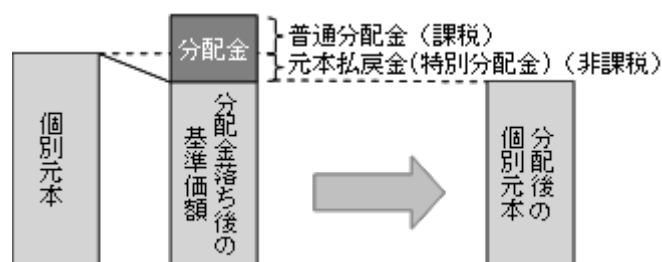 分配金
普通分配金（課税）
元本払戻金(特別分配金)（非課税）
個別元本
分配金落ち後の
基準価額
分配後の
個別元本